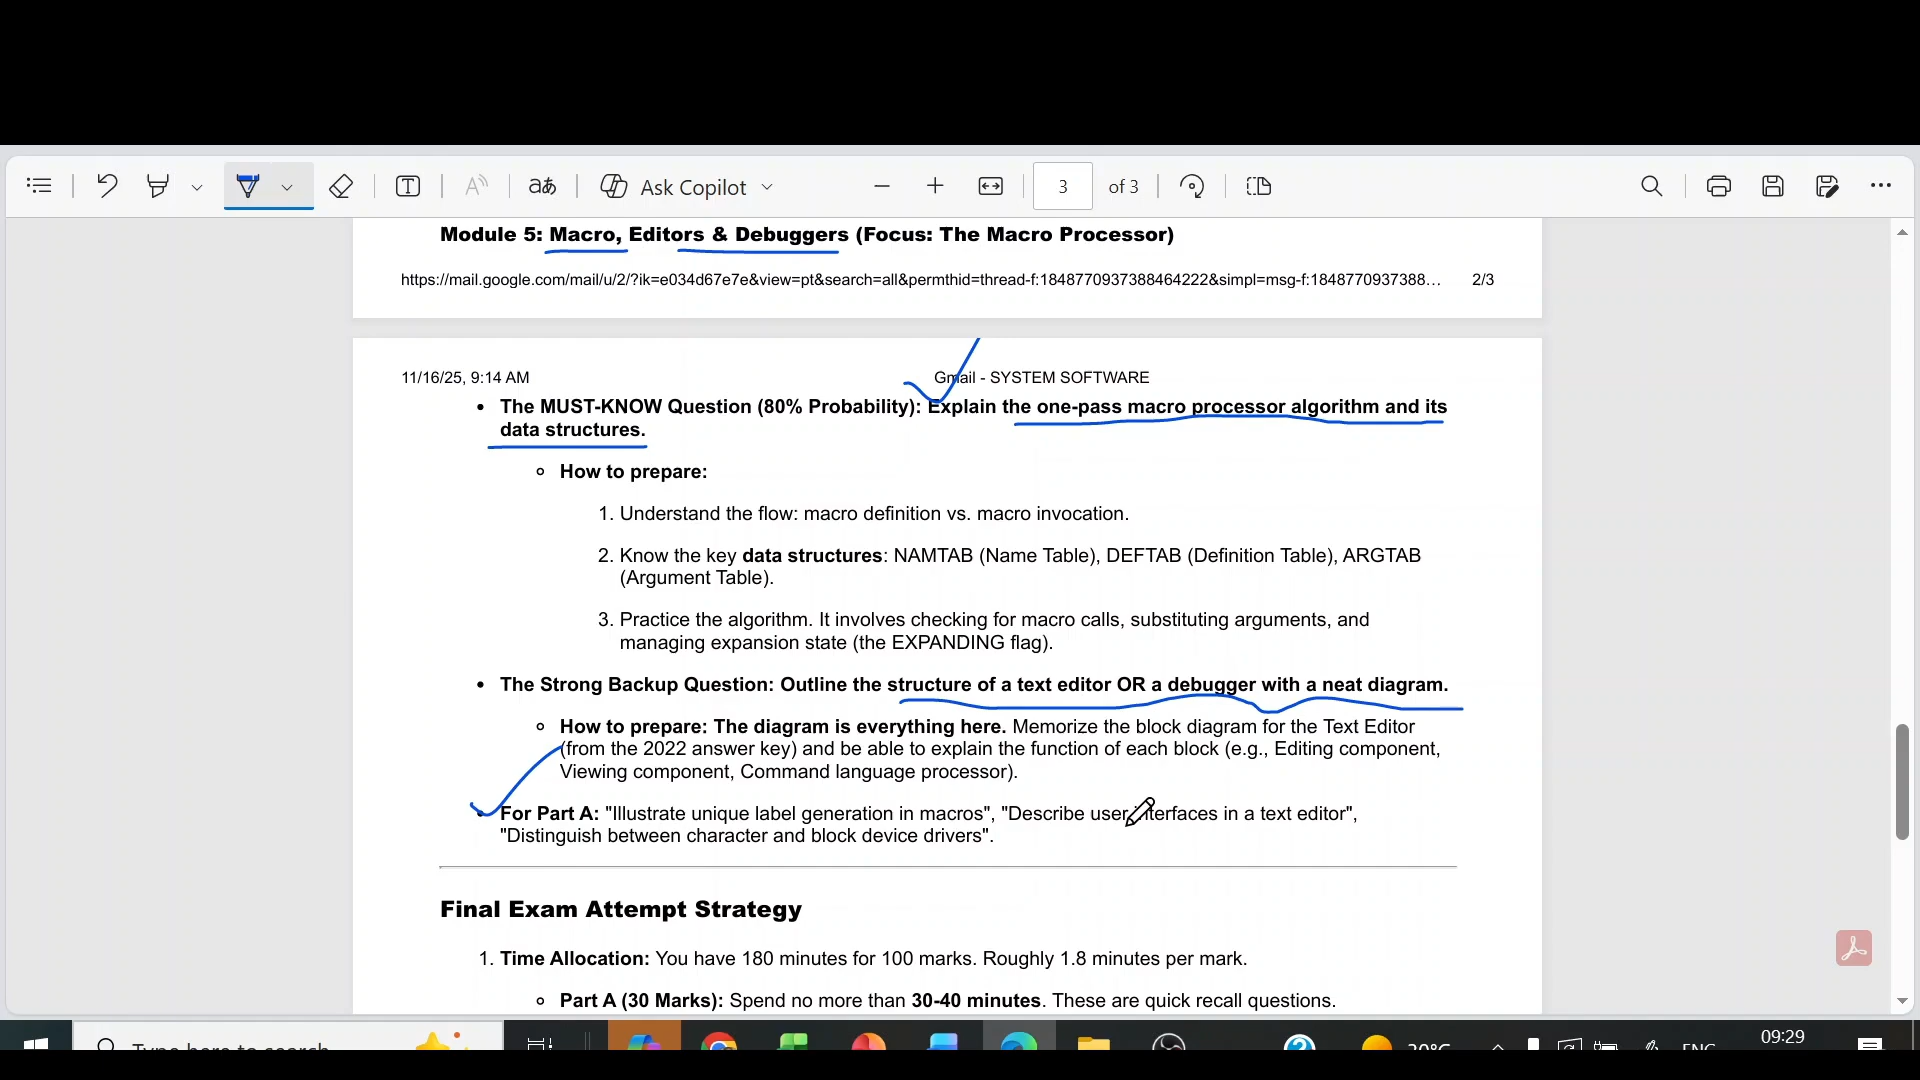 Ask Copilot
3 of 3
Module 5: Macro, Editors & Debuggers (Focus: The Macro Processor)
https://mail.google.com/mail/u/2/?ik=e034d67e7e&view=pt&search=all&permthid=thread-f:1848770937388464222&simpl=msg-f:1848770937388... 2/3
11/16/25, 9:14 AM Gmail - SYSTEM SOFTWARE
• The MUST-KNOW Question (80% Probability): Explain the one-pass macro processor algorithm and its
data structures.
○ How to prepare:
1. Understand the flow: macro definition vs. macro invocation.
2. Know the key data structures: NAMTAB (Name Table), DEFTAB (Definition Table), ARGTAB
(Argument Table).
3. Practice the algorithm. It involves checking for macro calls, substituting arguments, and
managing expansion state (the EXPANDING flag).
• The Strong Backup Question: Outline the structure of a text editor OR a debugger with a neat diagram.
○ How to prepare: The diagram is everything here. Memorize the block diagram for the Text Editor
(from the 2022 answer key) and be able to explain the function of each block (e.g., Editing component,
Viewing component, Command language processor).
• For Part A: "Illustrate unique label generation in macros", "Describe user interfaces in a text editor",
"Distinguish between character and block device drivers".
Final Exam Attempt Strategy
1. Time Allocation: You have 180 minutes for 100 marks. Roughly 1.8 minutes per mark.
○ Part A (30 Marks): Spend no more than 30-40 minutes. These are quick recall questions.
Type here to search
ENG
09:29